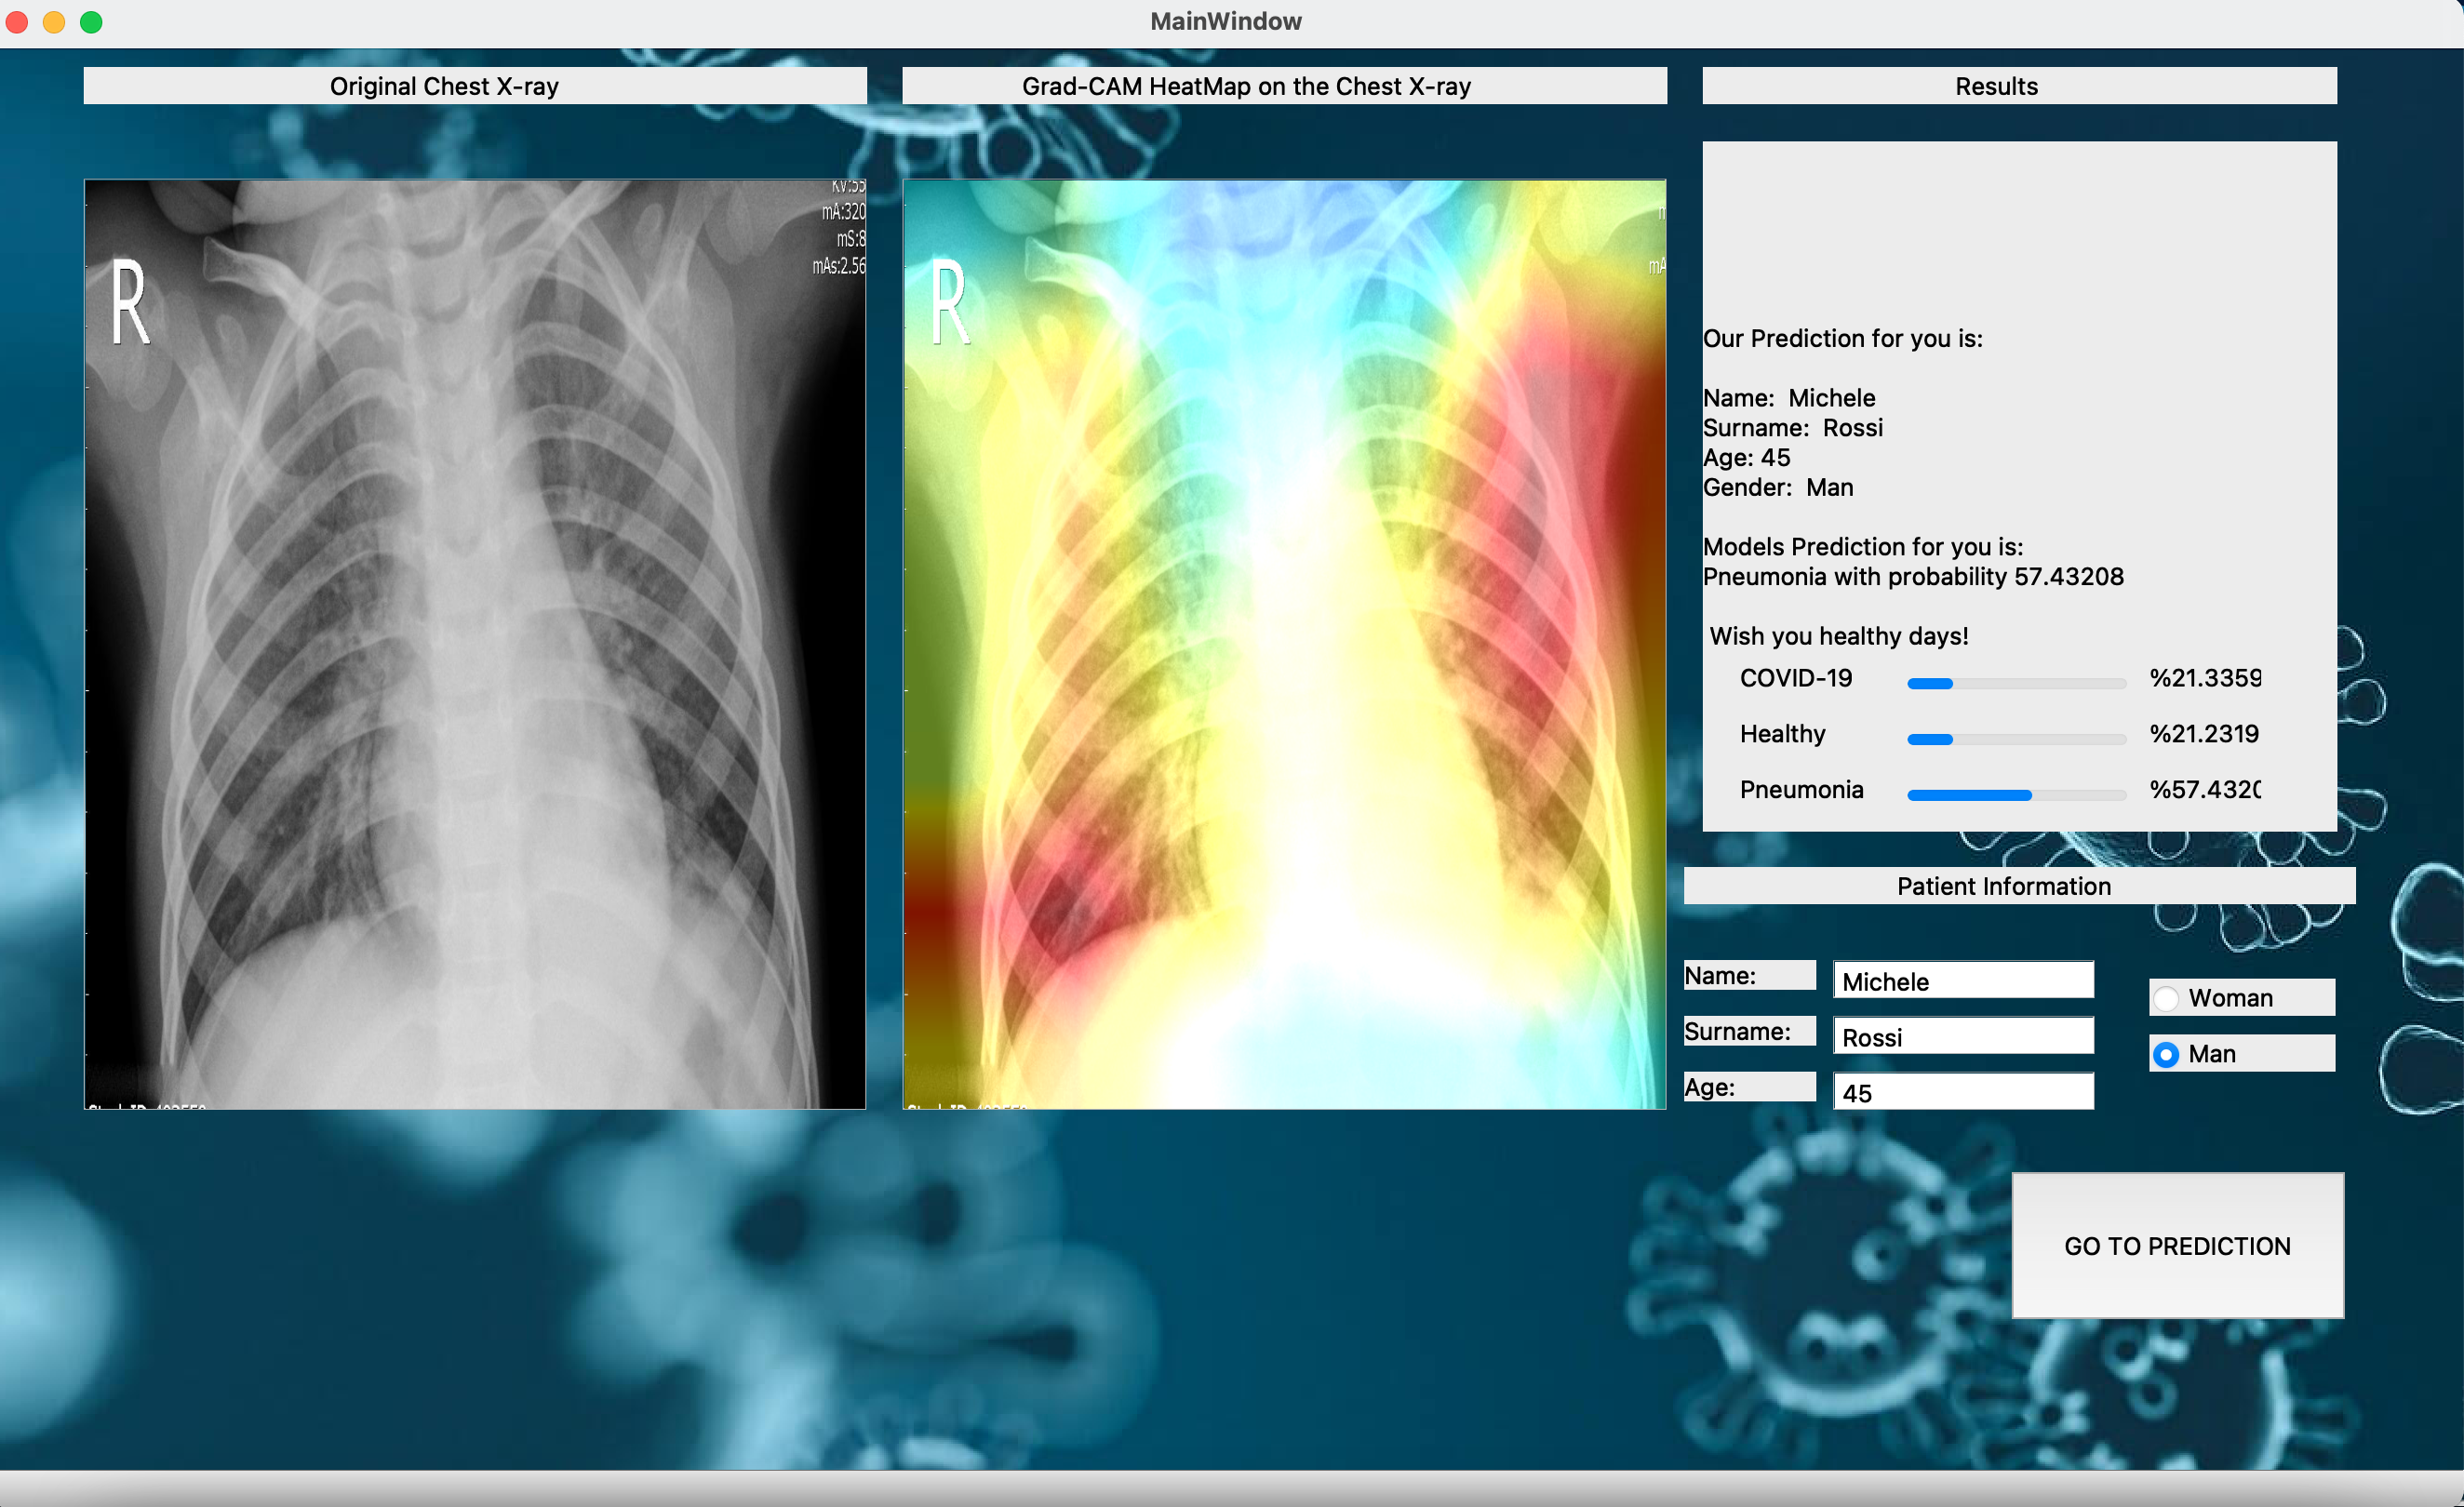 MainWindow
Original Chest X-ray
Grad-CAM HeatMap on the Chest X-ray
Results
KV:55
mA:320
mS:8
mAs:2.56
R
R
Our Prediction for you is:
Name: Michele
Surname: Rossi
Age: 45
Gender: Man
Models Prediction for you is:
Pneumonia with probability 57.43208
Wish you healthy days!
COVID-19 %21.3359
Healthy %21.2319
Pneumonia %57.432
Patient Information
Name: Michele
Surname: Rossi
Age: 45
Woman
Man
GO TO PREDICTION